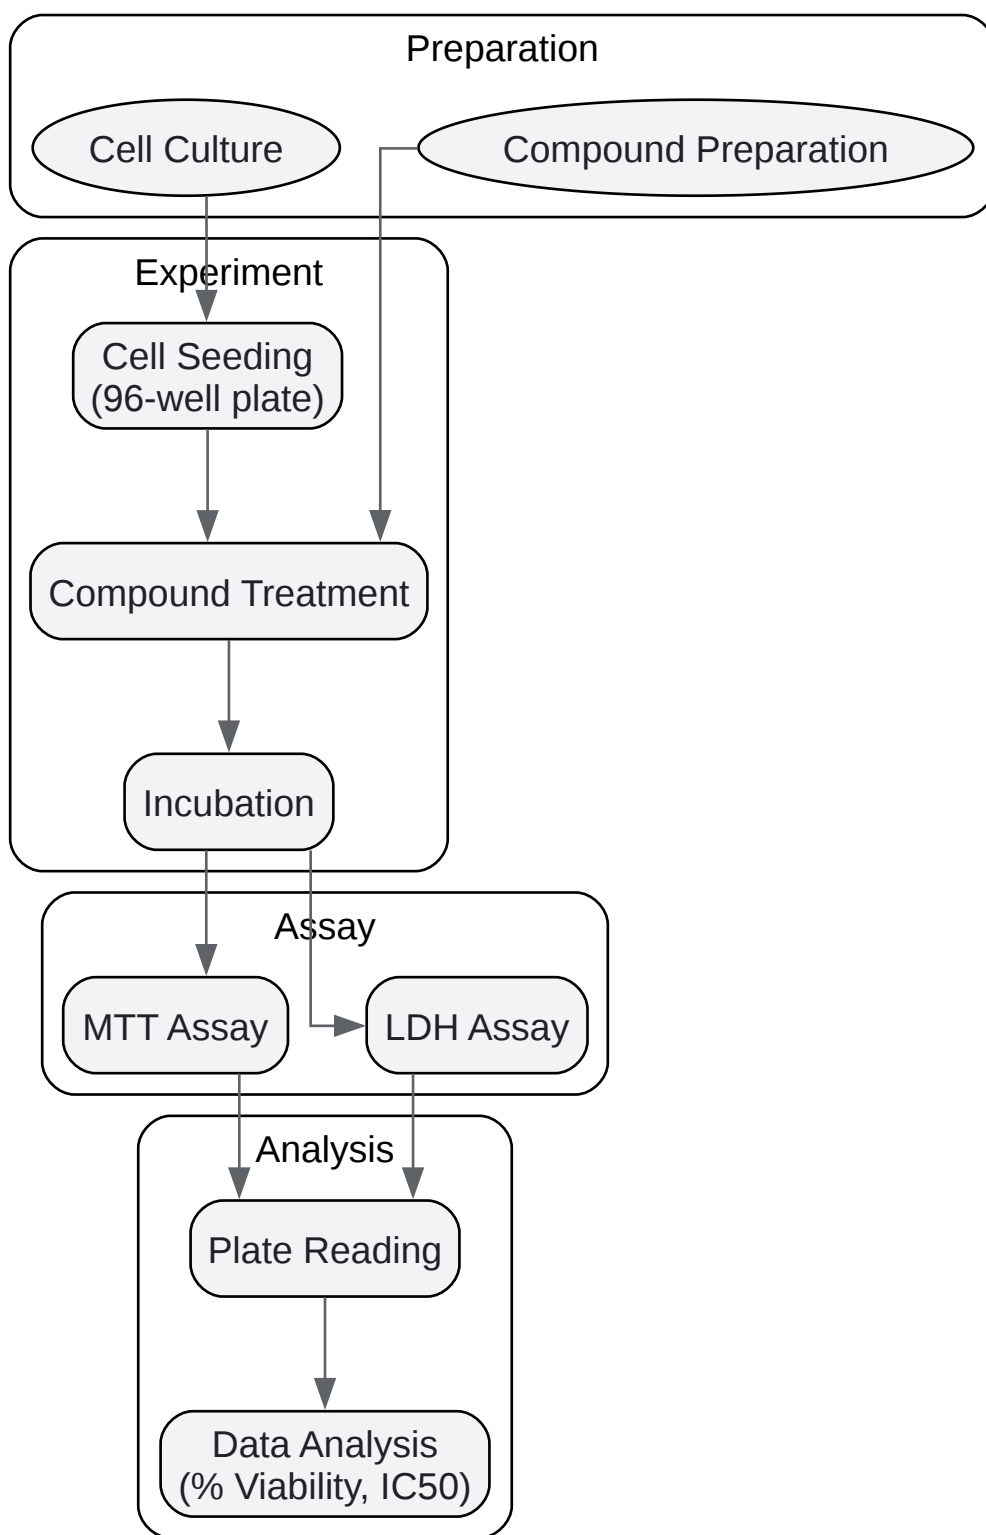 Preparation
Cell Culture
Compound Preparation
Experiment
Cell Seeding
(96-well plate)
Compound Treatment
Incubation
Assay
MTT Assay
LDH Assay
Analysis
Plate Reading
Data Analysis
(% Viability, IC50)